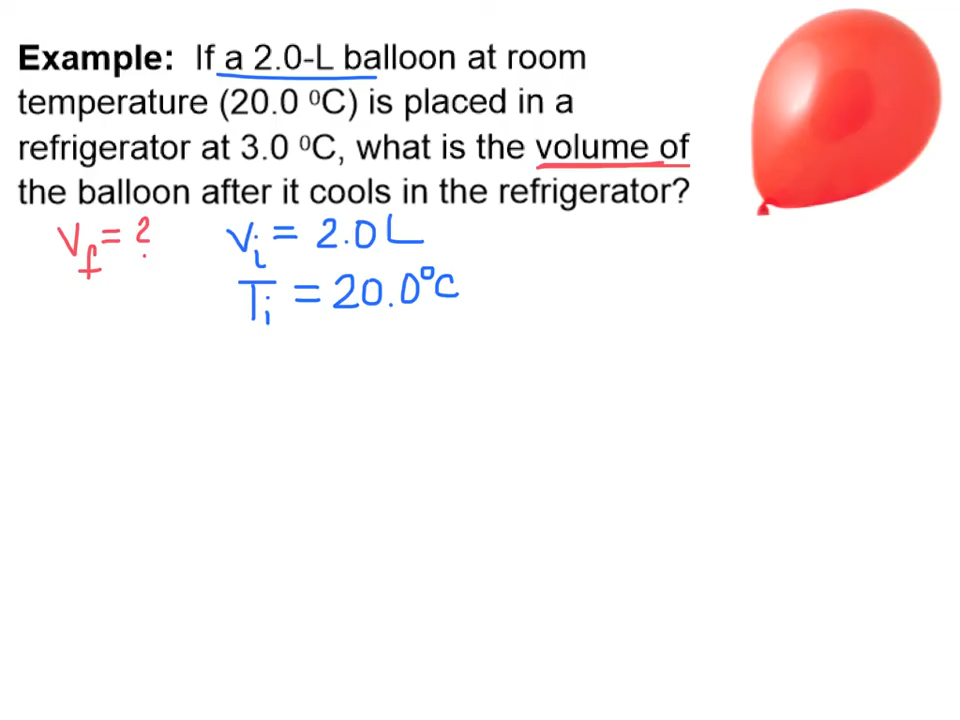 Example: If a 2.0-L balloon at room
temperature (20.0 ⁰C) is placed in a
refrigerator at 3.0 ⁰C, what is the volume of
the balloon after it cools in the refrigerator?
Vf = ? Vi = 2.0 L
Ti = 20.0°C